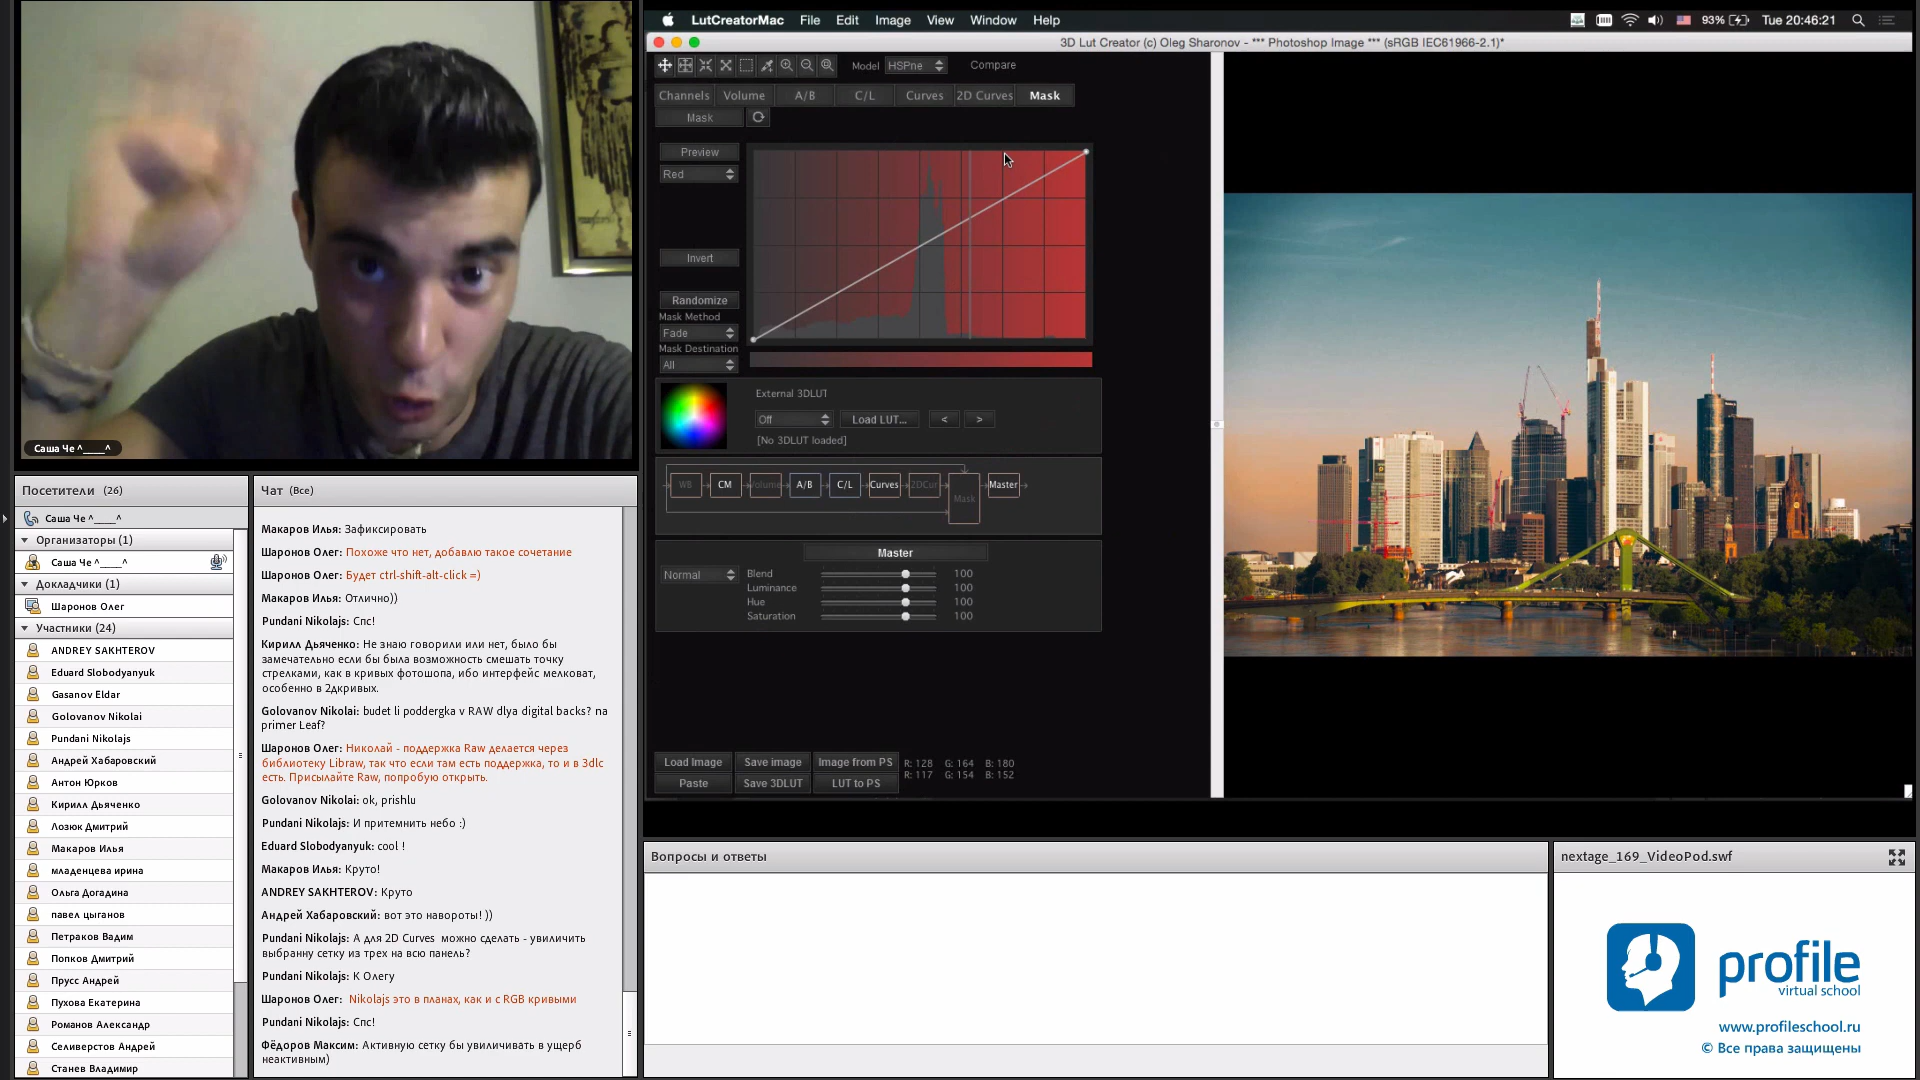 LutCreatorMac File Edit Image View Window Help
93% Tue 20:46:21
3D Lut Creator (c) Oleg Sharonov - *** Photoshop Image *** (sRGB IEC61966-2.1)*
Model HSPne Compare
Channels Volume A/B C/L Curves 2D Curves Mask
Mask
Preview
Red
Invert
Randomize
Mask Method
Fade
Mask Destination
All
External 3DLUT
Off Load LUT... < >
[No 3DLUT loaded]
WB CM Volume A/B C/L Curves 2DCur Mask Master
Master
Normal
Blend 100
Luminance 100
Hue 100
Saturation 100
Load Image Save image Image from PS R: 128 G: 164 B: 180
Paste Save 3DLUT LUT to PS R: 117 G: 154 B: 152
Саша Че ^____^
Посетители (26)
Саша Че ^____^
Организаторы (1)
Саша Че ^____^
Докладчики (1)
Шаронов Олег
Участники (24)
ANDREY SAKHTEROV
Eduard Slobodyanyuk
Gasanov Eldar
Golovanov Nikolai
Pundani Nikolajs
Андрей Хабаровский
Антон Юрков
Кирилл Дьяченко
Лозюк Дмитрий
Макаров Илья
младенцева ирина
Ольга Догадина
павел цыганов
Петраков Вадим
Попков Дмитрий
Прусс Андрей
Пухова Екатерина
Романов Александр
Селиверстов Андрей
Станев Владимир
Чат (Все)
Макаров Илья: Зафиксировать
Шаронов Олег: Похоже что нет, добавлю такое сочетание
Шаронов Олег: Будет ctrl-shift-alt-click =)
Макаров Илья: Отлично))
Pundani Nikolajs: Спс!
Кирилл Дьяченко: Не знаю говорили или нет, было бы
замечательно если бы была возможность смешать точку
стрелками, как в кривых фотошопа, ибо интерфейс мелковат,
особенно в 2дкривых.
Golovanov Nikolai: budet li poddergka v RAW dlya digital backs? na
primer Leaf?
Шаронов Олег: Николай - поддержка Raw делается через
библиотеку Libraw, так что если там есть поддержка, то и в 3dlc
есть. Присылайте Raw, попробую открыть.
Golovanov Nikolai: ok, prishlu
Pundani Nikolajs: И притемнить небо :)
Eduard Slobodyanyuk: cool !
Макаров Илья: Круто!
ANDREY SAKHTEROV: Круто
Андрей Хабаровский: вот это навороты! ))
Pundani Nikolajs: А для 2D Curves можно сделать - увиличить
выбранну сетку из трех на всю панель?
Pundani Nikolajs: К Олегу
Шаронов Олег: Nikolajs это в планах, как и с RGB кривыми
Pundani Nikolajs: Спс!
Фёдоров Максим: Активную сетку бы увиличивать в ущерб
неактивным)
Вопросы и ответы
nextage_169_VideoPod.swf
profile
virtual school
www.profileschool.ru
© Все права защищены